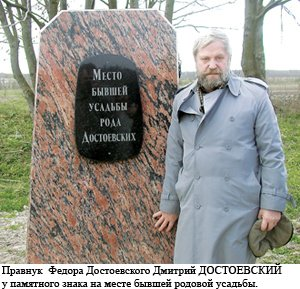 Место
бывшей
усадьбы
рода
Достоевских
Правнук Федора Достоевского Дмитрий ДОСТОЕВСКИЙ
у памятного знака на месте бывшей родовой усадьбы.